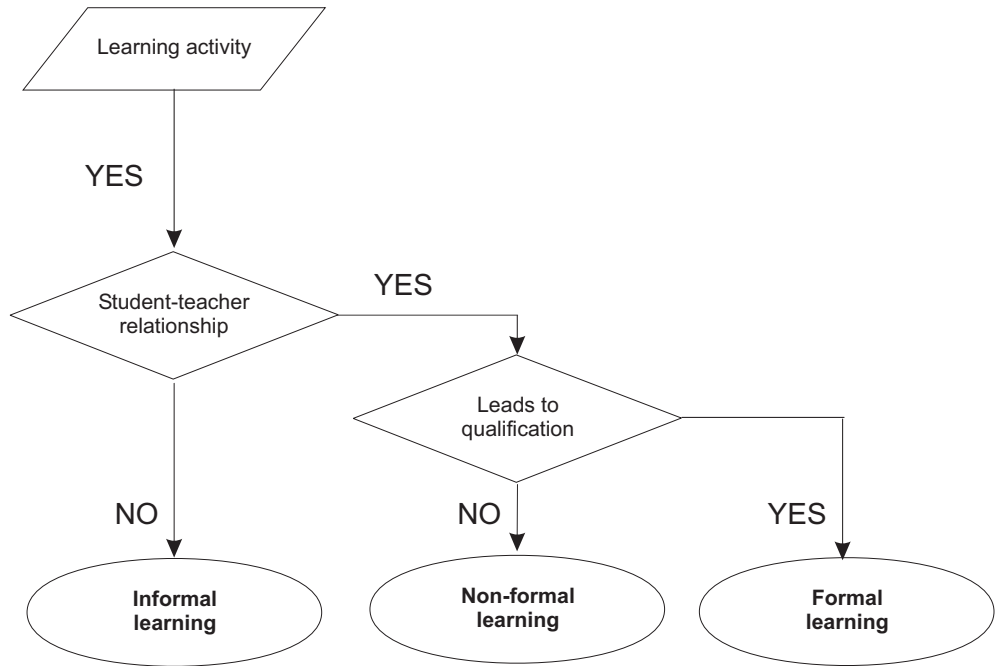 Learning activity
YES
Student-teacher
relationship
YES
Leads to
qualification
NO
NO
YES
Informal
learning
Non-formal
learning
Formal
learning